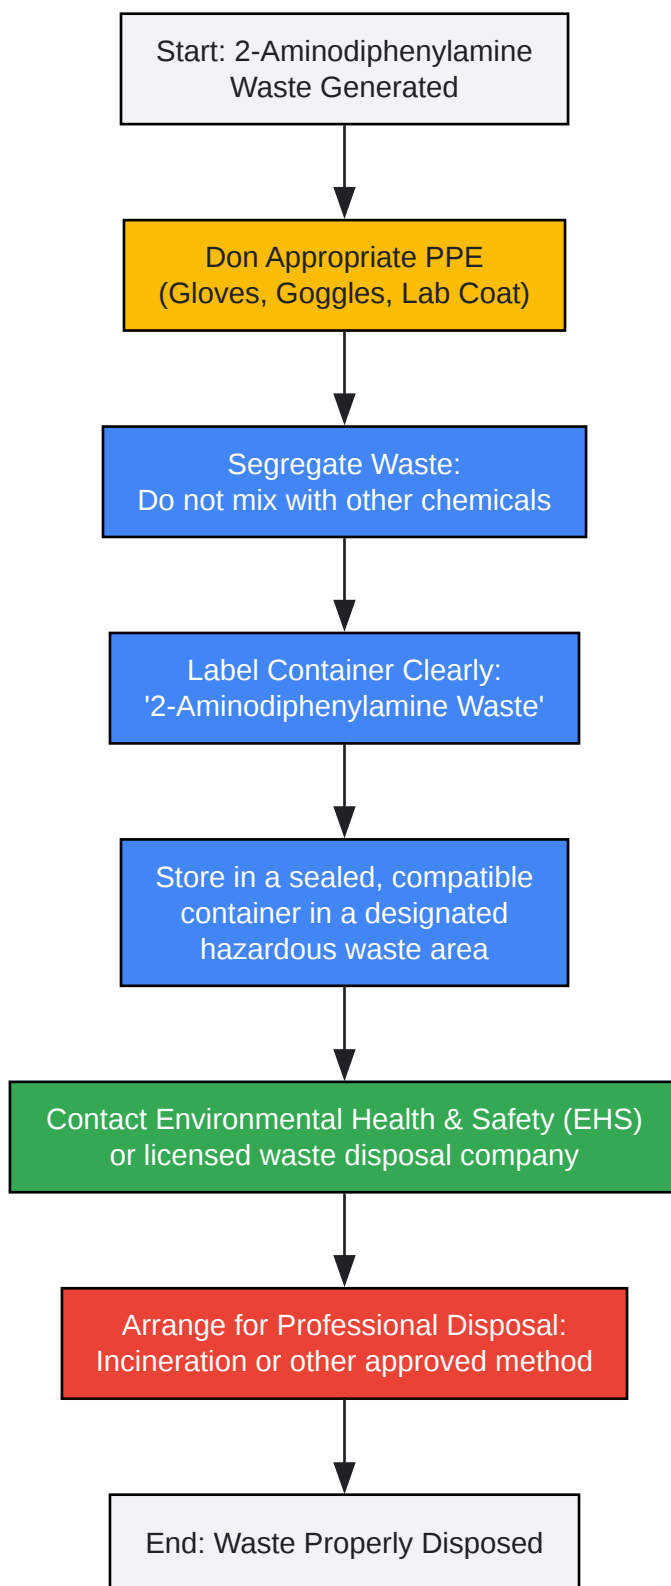 Start: 2-Aminodiphenylamine
Waste Generated
Don Appropriate PPE
(Gloves, Goggles, Lab Coat)
Segregate Waste:
Do not mix with other chemicals
Label Container Clearly:
'2-Aminodiphenylamine Waste'
Store in a sealed, compatible
container in a designated
hazardous waste area
Contact Environmental Health & Safety (EHS)
or licensed waste disposal company
Arrange for Professional Disposal:
Incineration or other approved method
End: Waste Properly Disposed